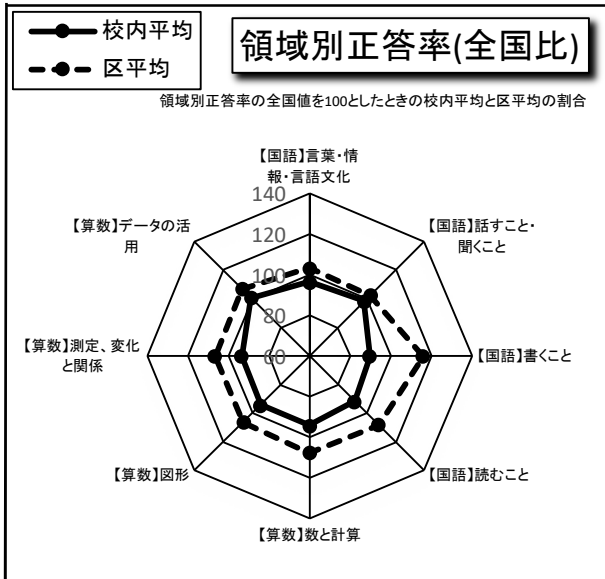 校内平均
区平均
領域別正答率(全国比)
領域別正答率の全国値を100としたときの校内平均と区平均の割合
【国語】言葉・情
報・言語文化
【国語】話すこと・
聞くこと
【国語】書くこと
【国語】読むこと
【算数】数と計算
【算数】図形
【算数】測定、変化
と関係
【算数】データの活
用
140
120
100
80
60